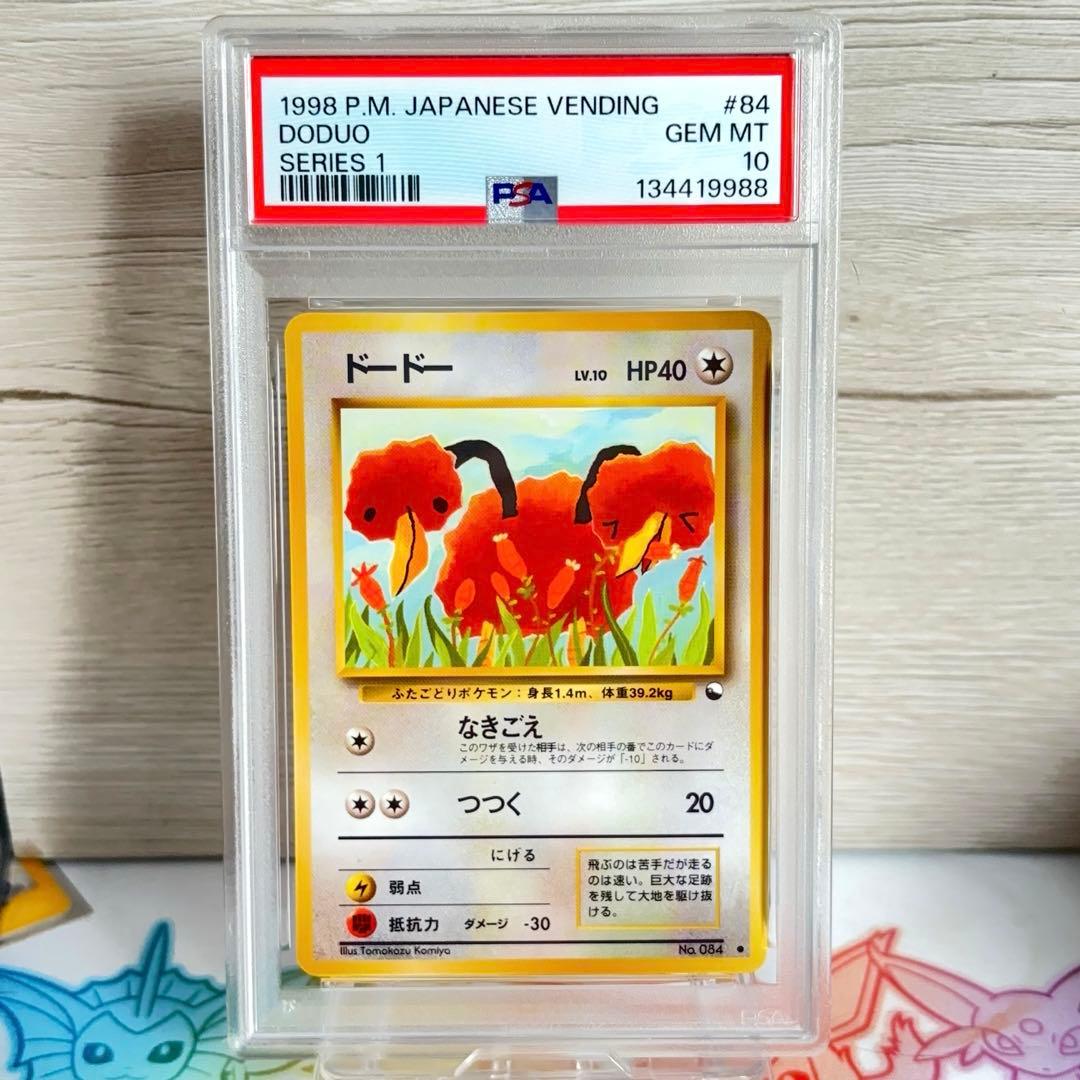 1998 P.M. JAPANESE VENDING #84
DODUO GEM MT
SERIES 1 10
PSA 134419988
ドードー LV.10 HP40
ふたごどりポケモン：身長1.4m、体重39.2kg
なきごえ
このワザを受けた相手は、次の相手の番でこのカードにダ
メージを与える時、そのダメージが「-10」される。
つつく 20
にげる
弱点
抵抗力 ダメージ -30
飛ぶのは苦手だが走る
のは速い。巨大な足跡
を残して大地を駆け抜
ける。
Illus.Tomokazu Komiya No. 084
PSA